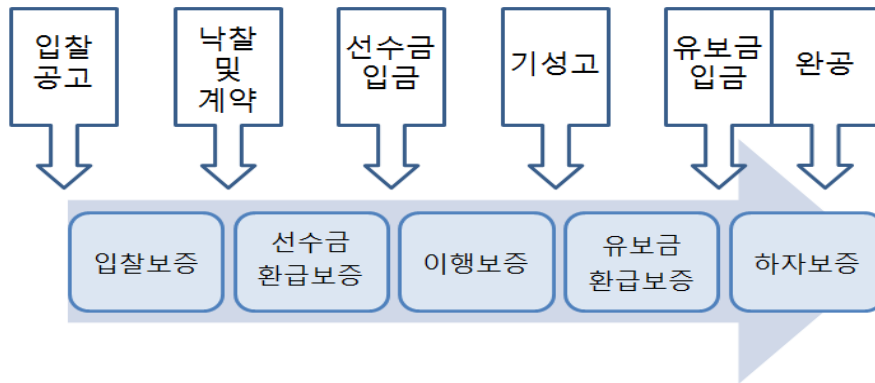 입찰
공고
낙찰
및
계약
선수금
입금
기성고
유보금
입금
완공
입찰보증
선수금
환급보증
이행보증
유보금
환급보증
하자보증